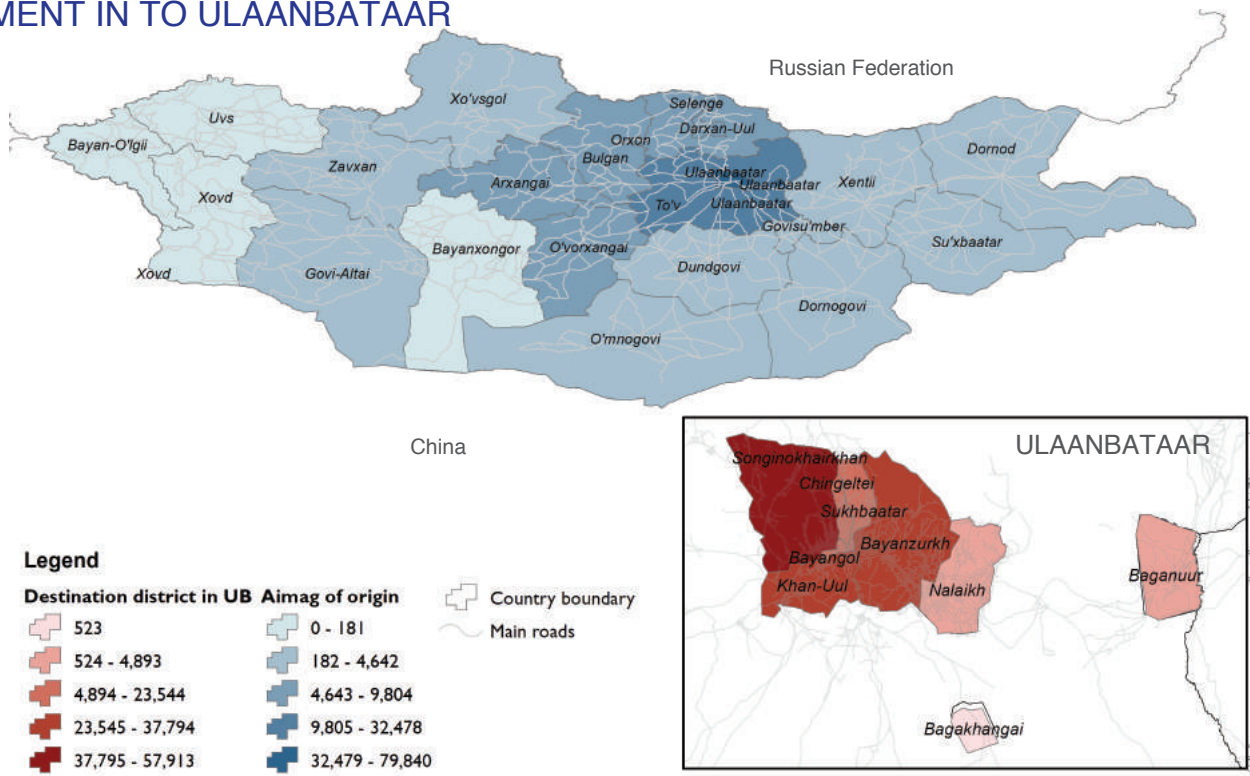 MENT IN TO ULAANBATAAR
Russian Federation
Xo'vsgol
Selenge
Uvs
Darxan-Uul
Orxon
Bayan-O'lgii
Dornod
Bulgan
Zavxan
Ulaanbaatar
Arxangai
Ulaanbaatar
Xentii
Xovd
To'v
Ulaanbaatar
Govisu'mber
Su'xbaatar
Bayanxongor
O'vorxangai
Dundgovi
Xovd
Govi-Altai
Dornogovi
O'mnogovi
China
ULAANBATAAR
Songinokhairkhan
Chingeltei
Sukhbaatar
Bayanzurkh
Bayangol
Khan-Uul
Nalaikh
Baganuur
Bagakhangai
Legend
Destination district in UB
523
524 - 4,893
4,894 - 23,544
23,545 - 37,794
37,795 - 57,913
Aimag of origin
0 - 181
182 - 4,642
4,643 - 9,804
9,805 - 32,478
32,479 - 79,840
Country boundary
Main roads